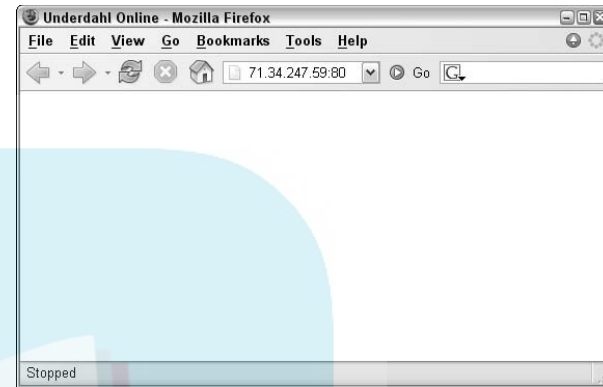 Underdahl Online - Mozilla Firefox
File Edit View Go Bookmarks Tools Help
71.34.247.59:80 Go G
Stopped